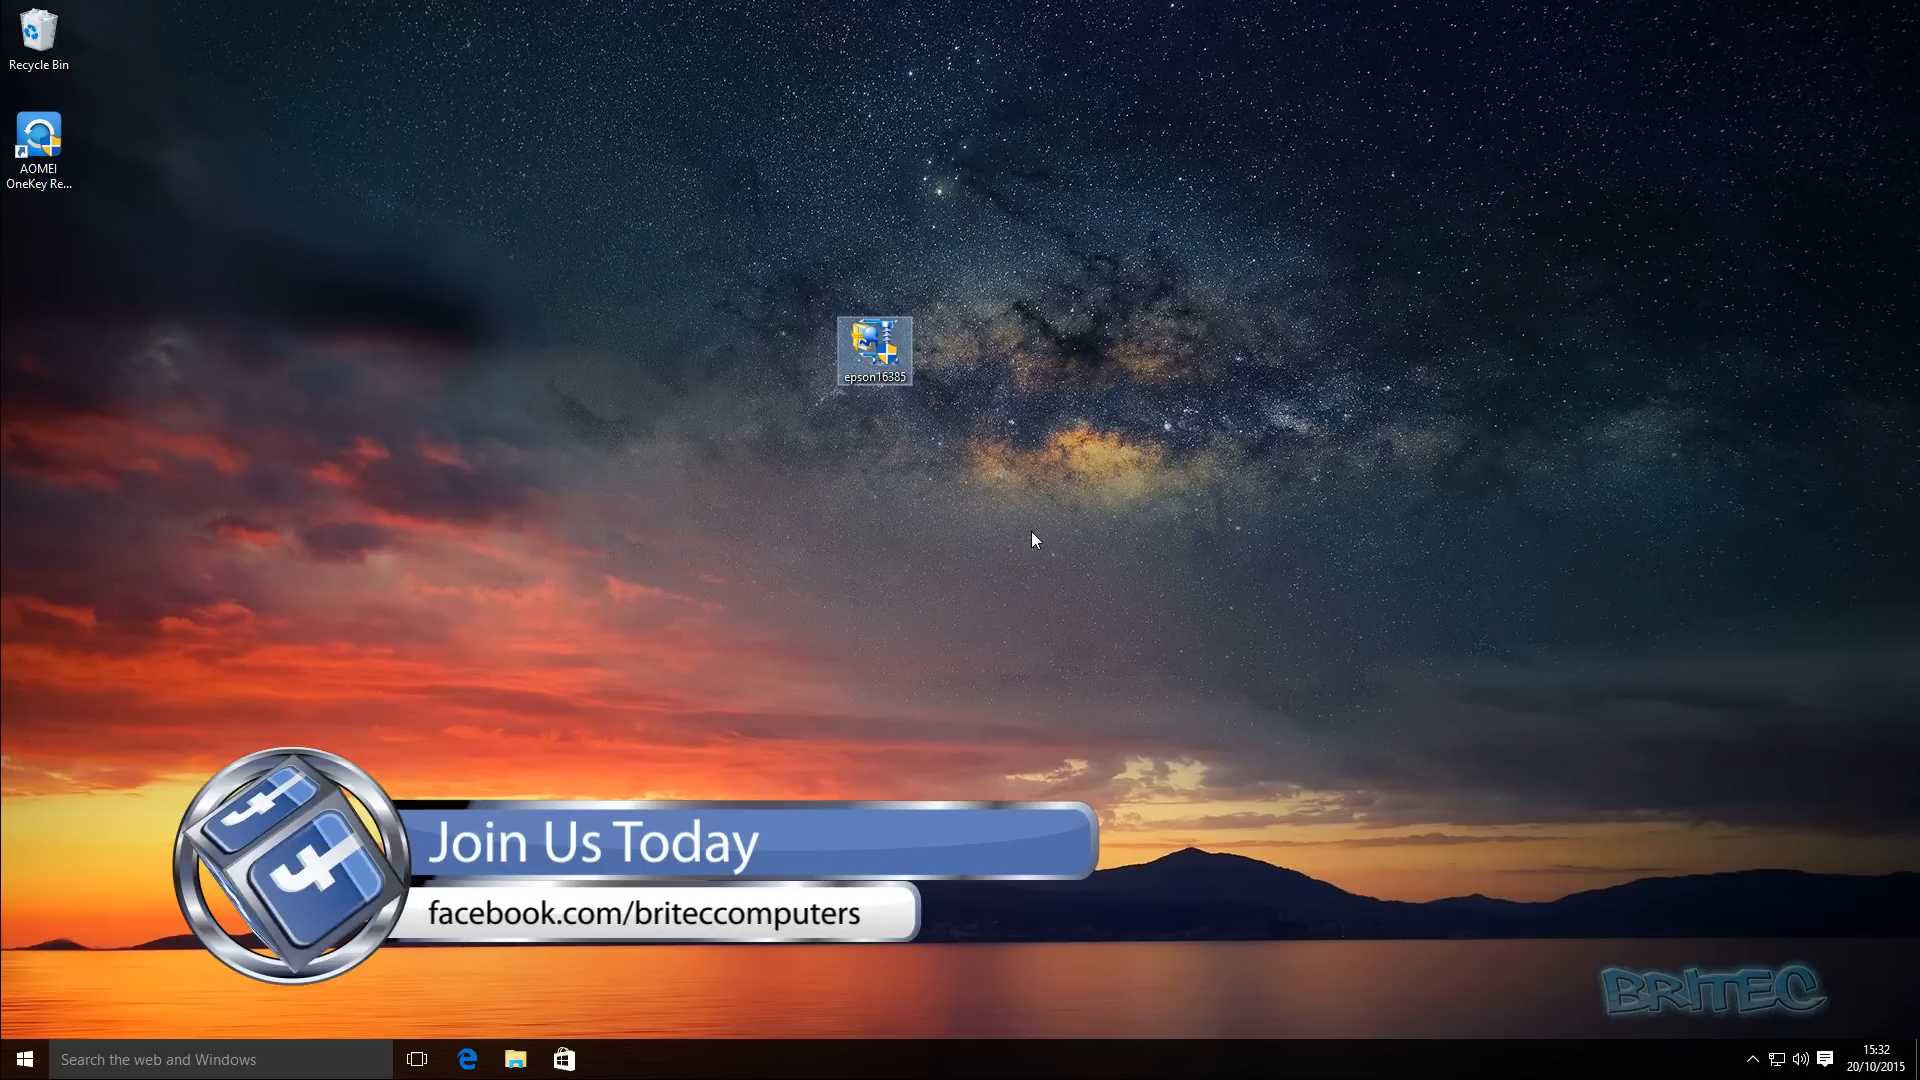 Recycle Bin
AOMEI
OneKey Re...
epson16385
Join Us Today
facebook.com/briteccomputers
BRITEC
Search the web and Windows
15:32
20/10/2015